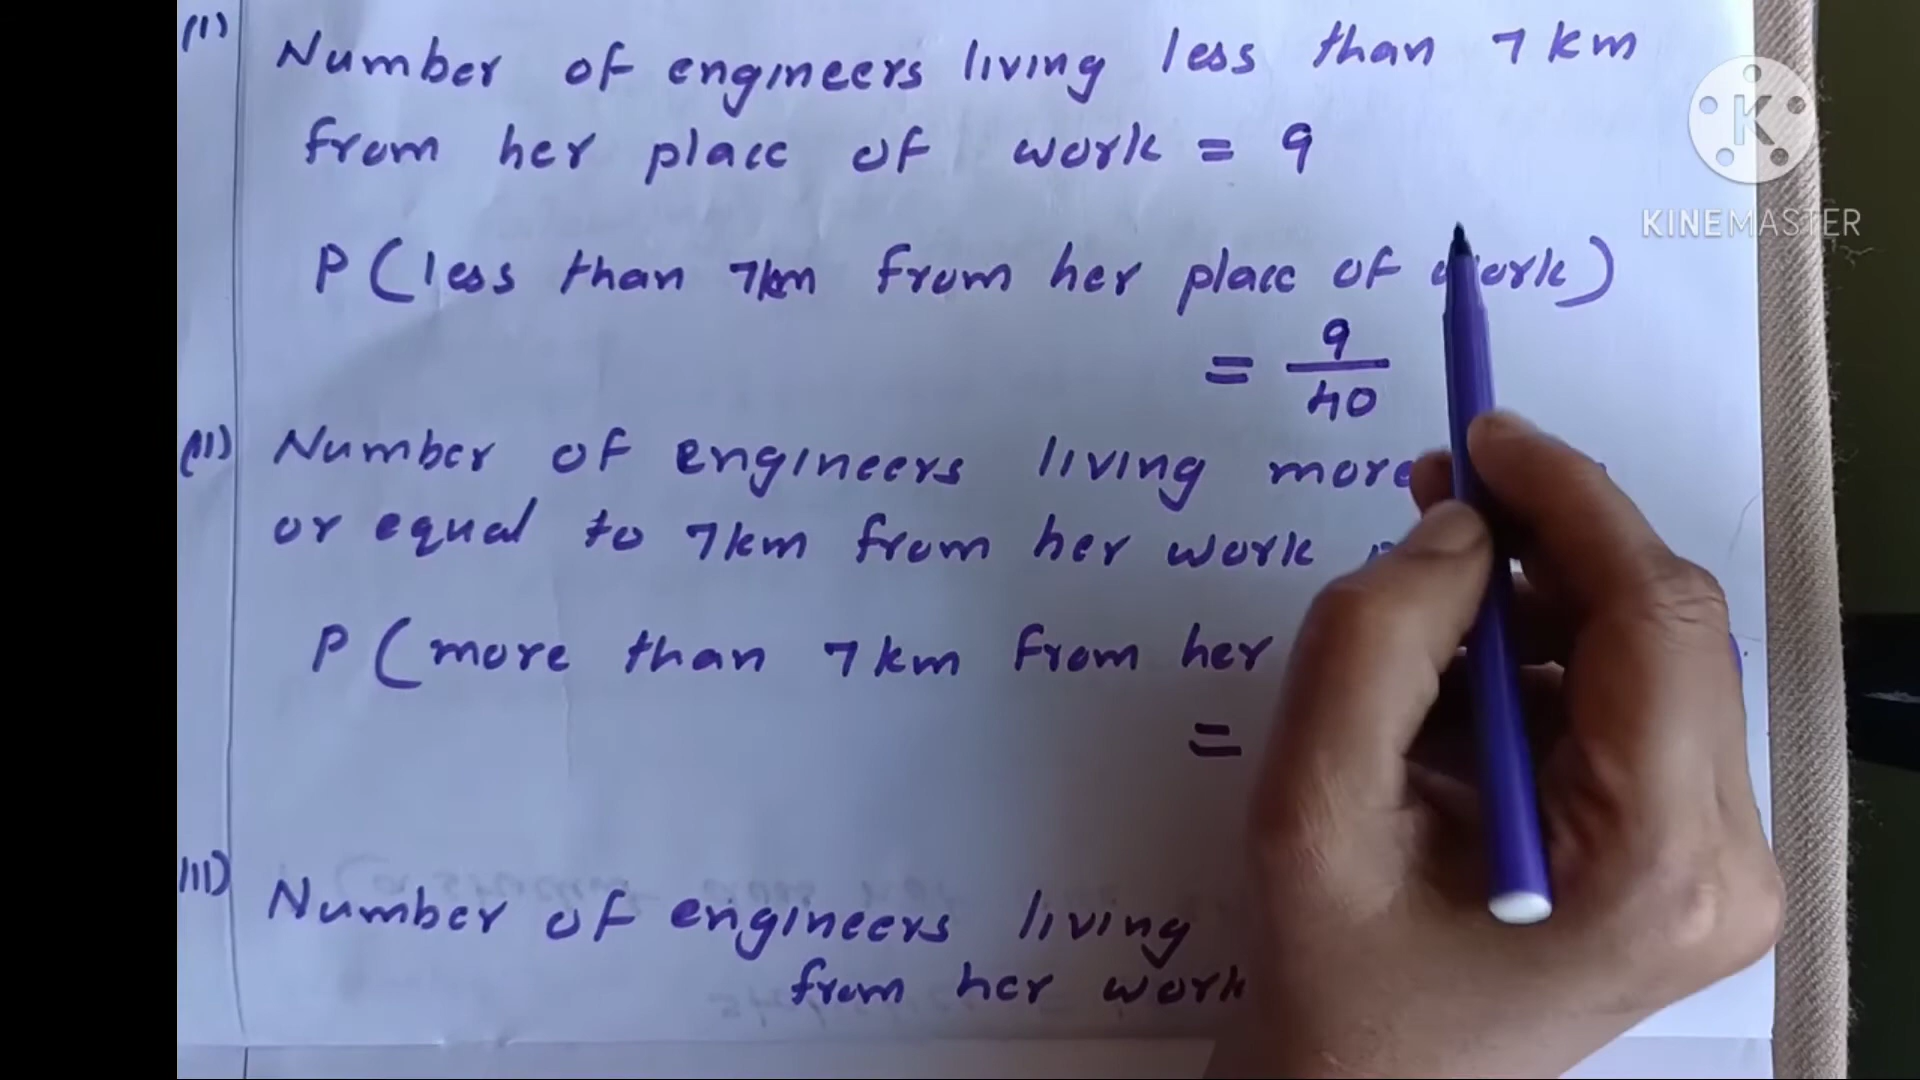 (I) Number of engineers living less than 7 km
from her place of work = 9
P (less than 7km from her place of work)
= 9/40
(II) Number of engineers living more
or equal to 7km from her work
P (more than 7 km from her
=
III) Number of engineers living
from her work
K
KINEMASTER